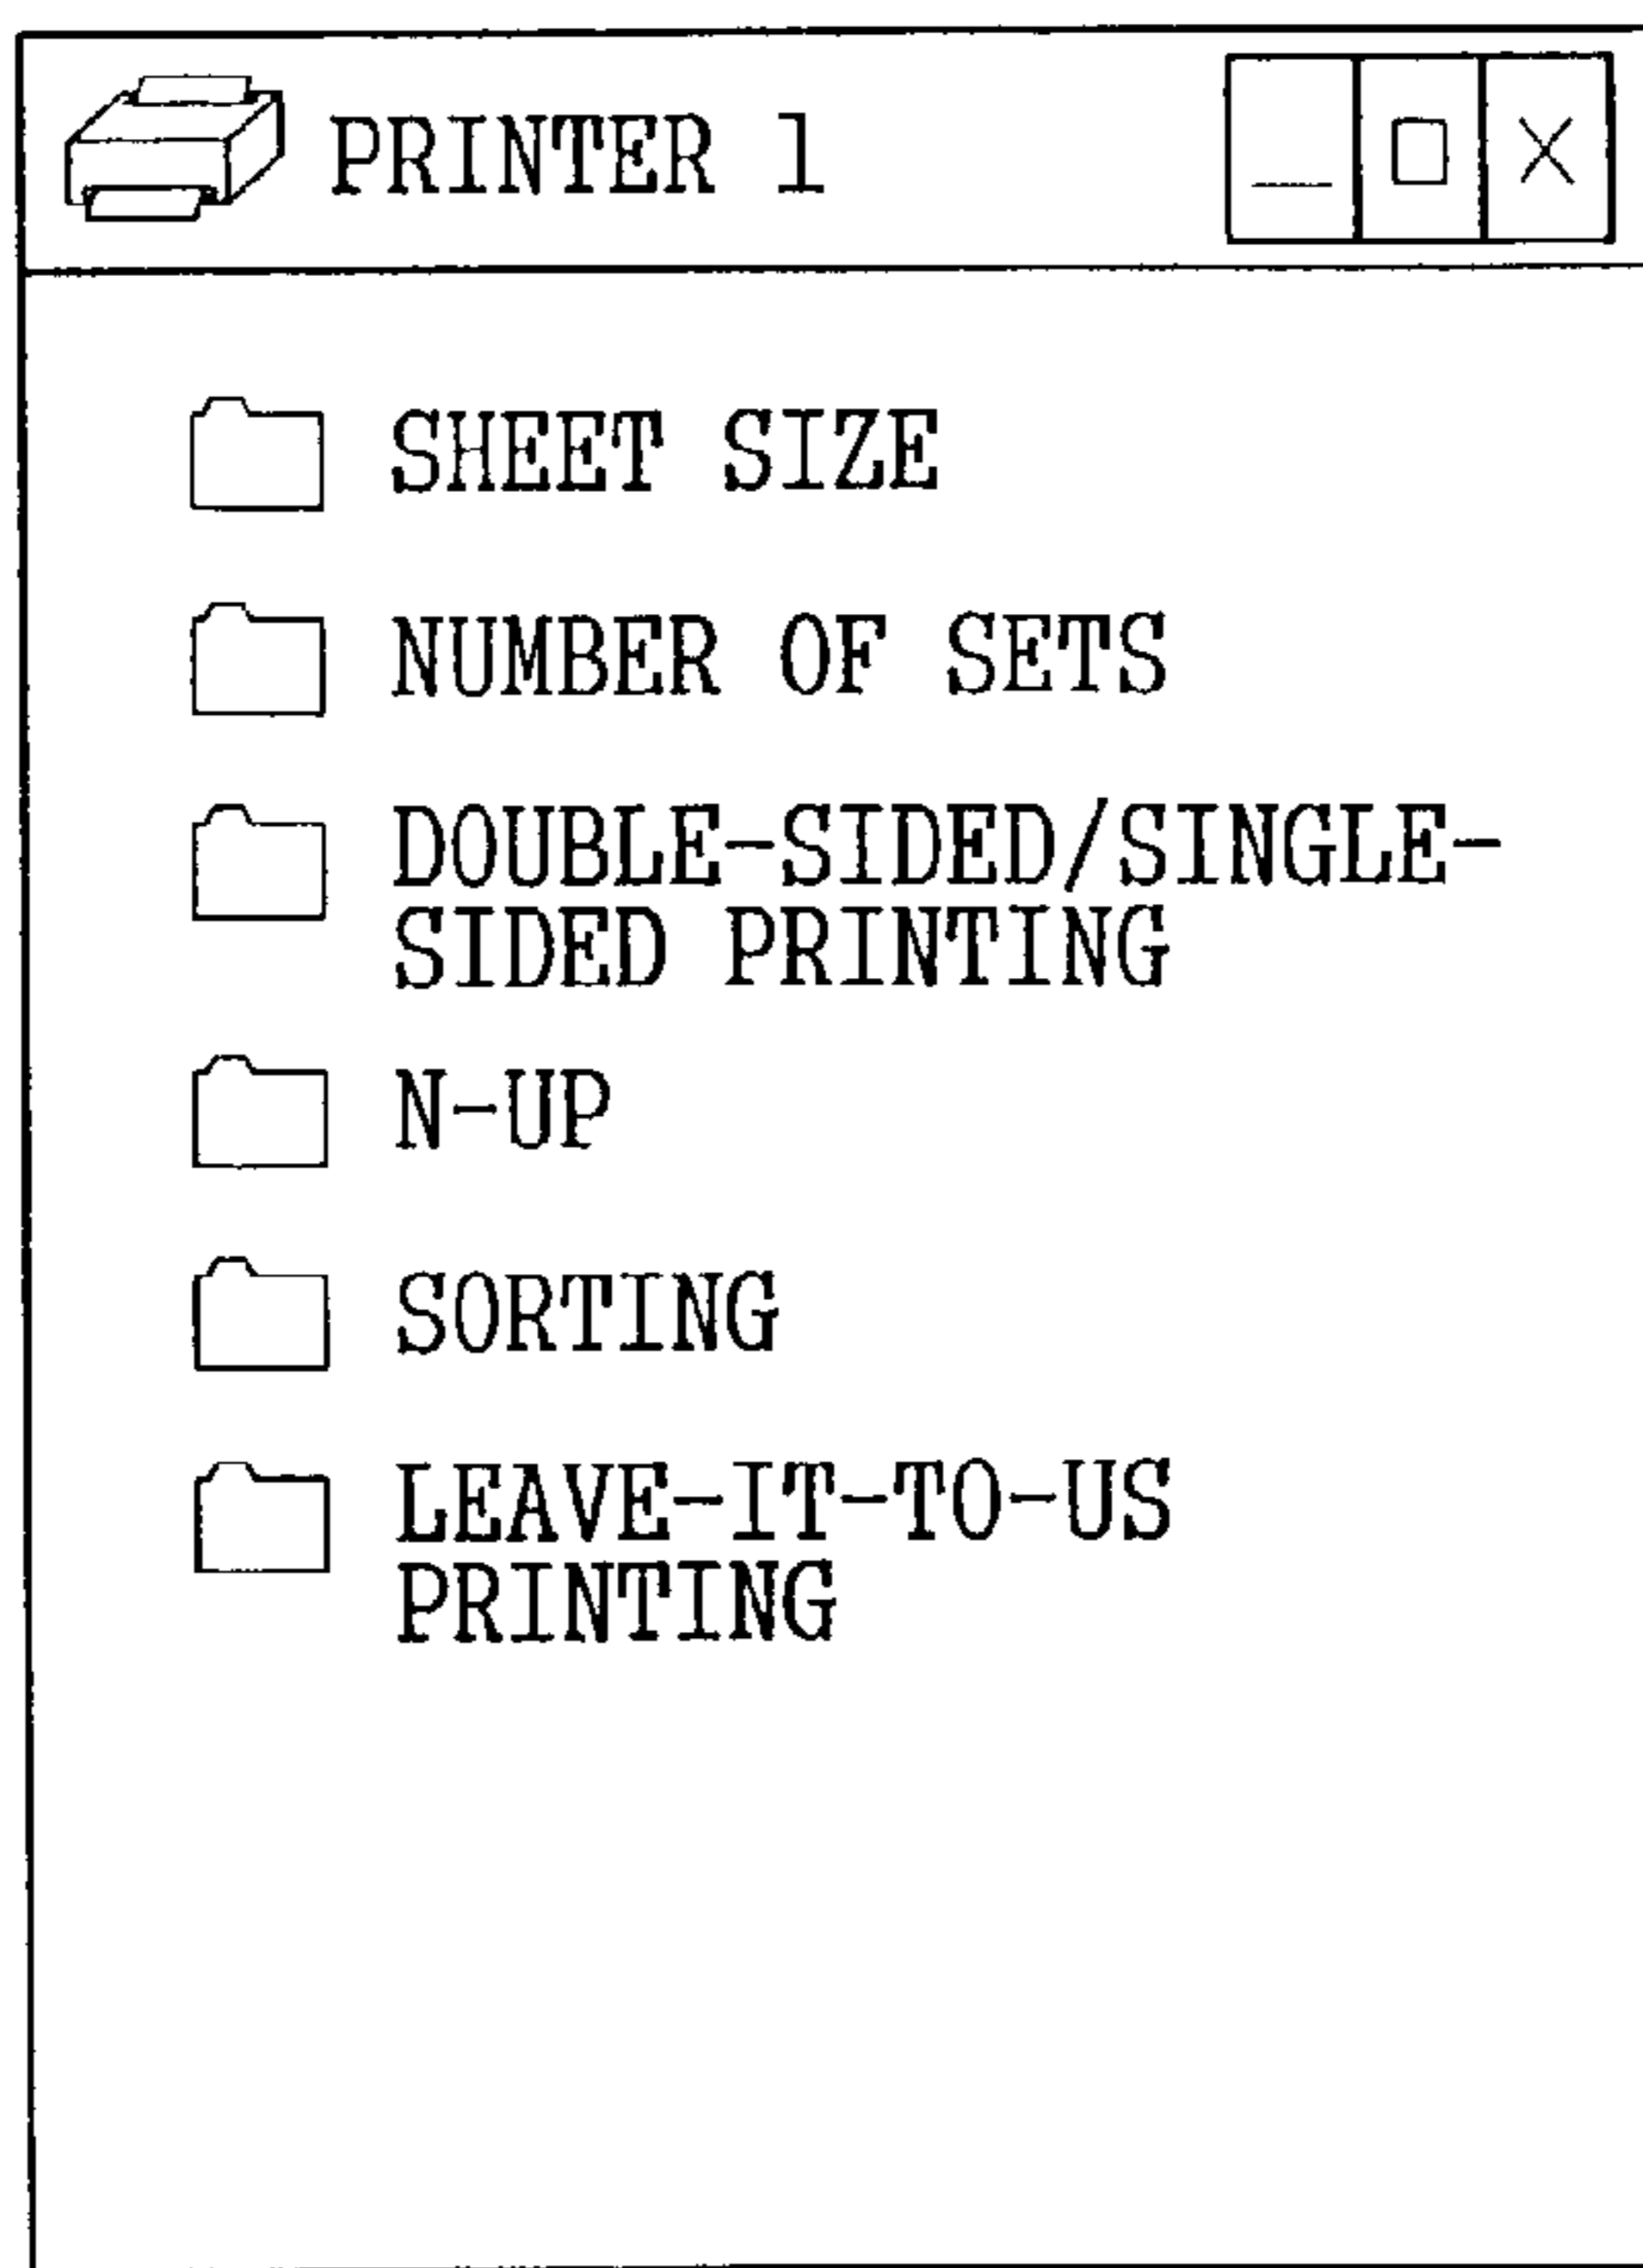 PRINTER 1
SHEET SIZE
NUMBER OF SETS
DOUBLE-SIDED/SINGLE-
SIDED PRINTING
N-UP
SORTING
LEAVE-IT-TO-US
PRINTING